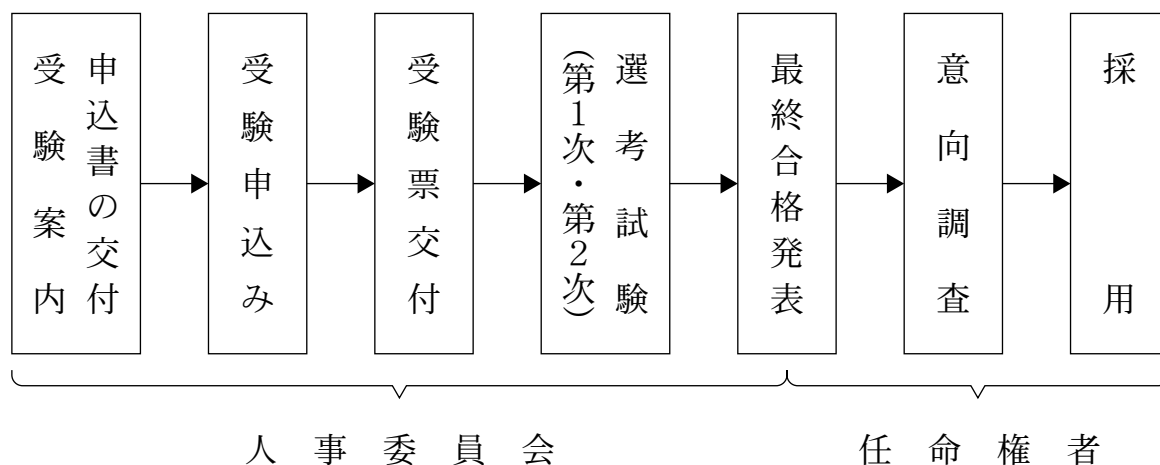 申込書の交付
受験案内
受験申込み
受験票交付
選考試験
（第１次・第２次）
最終合格発表
意向調査
採用
人事委員会
任命権者